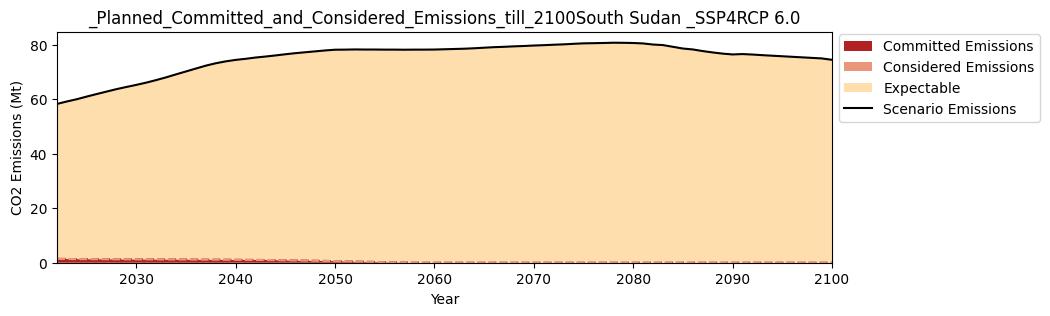 _Planned_Committed_and_Considered_Emissions_till_2100South Sudan _SSP4RCP 6.0
CO2 Emissions (Mt)
80
60
40
20
0
2030 2040 2050 2060 2070 2080 2090 2100
Year
Committed Emissions
Considered Emissions
Expectable
Scenario Emissions